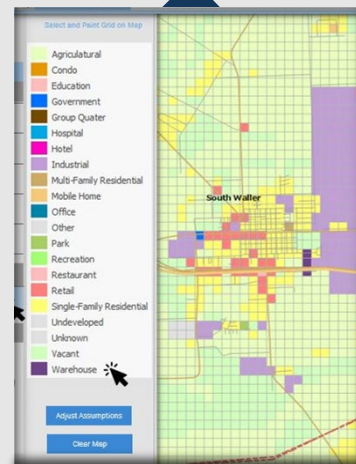 Select and Paint Grid on Map
Agriculatural
Condo
Education
Government
Group Quater
Hospital
Hotel
Industrial
Multi-Family Residential
Mobile Home
Office
Other
Park
Recreation
Restaurant
Retail
Single-Family Residential
Undeveloped
Unknown
Vacant
Warehouse
Adjust Assumptions
Clear Map
South Waller